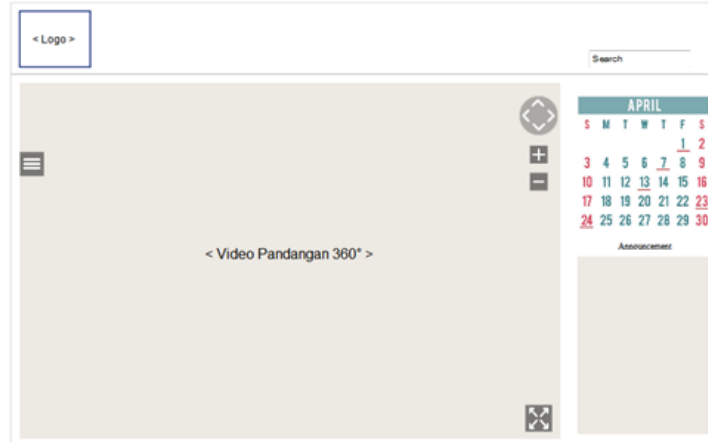 < Logo >
Search
APRIL
S M T W T F S
1 2
3 4 5 6 7 8 9
10 11 12 13 14 15 16
17 18 19 20 21 22 23
24 25 26 27 28 29 30
< Video Pandangan 360° >
Announcement